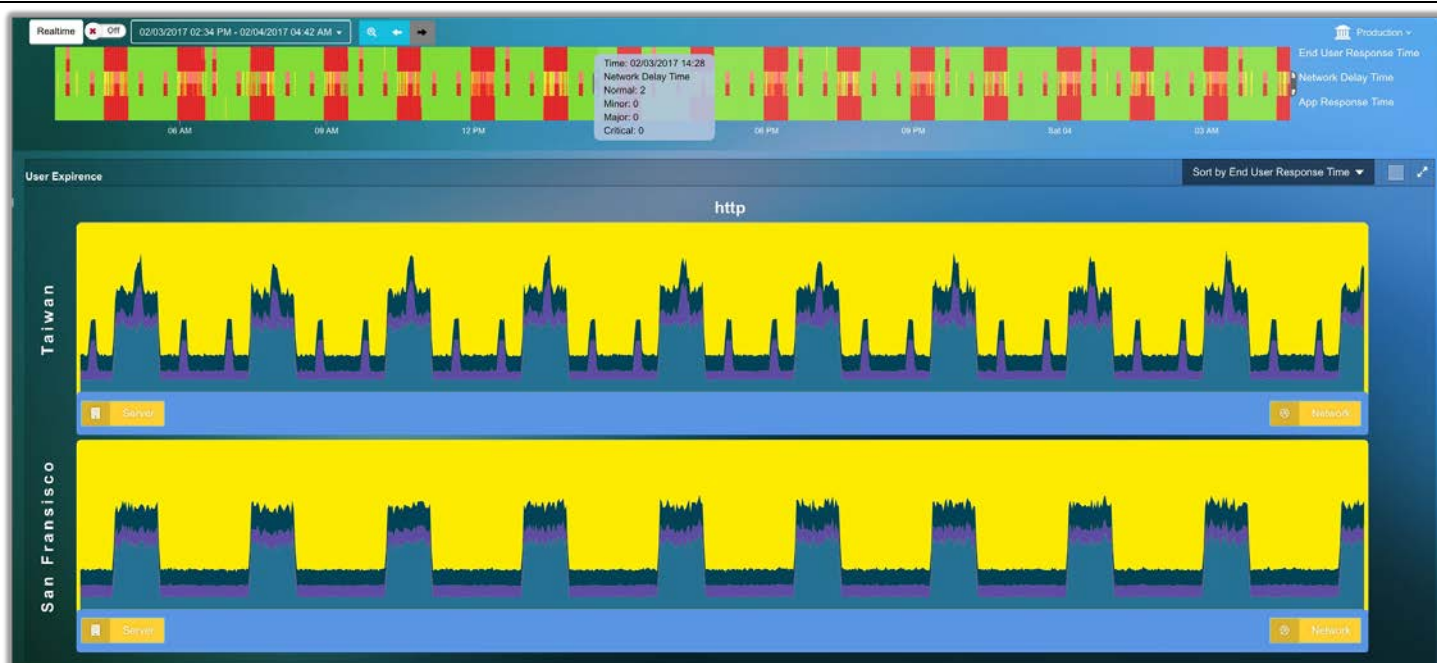 Realtime Off 02/03/2017 02:34 PM - 02/04/2017 04:42 AM Production
End User Response Time
Network Delay Time
App Response Time
Time: 02/03/2017 14:28
Network Delay Time
Normal: 2
Minor: 0
Major: 0
Critical: 0
06 AM 09 AM 12 PM 06 PM 09 PM Sat 04 03 AM
User Expirence Sort by End User Response Time
http
Taiwan
Server Network
San Fransisco
Server Network